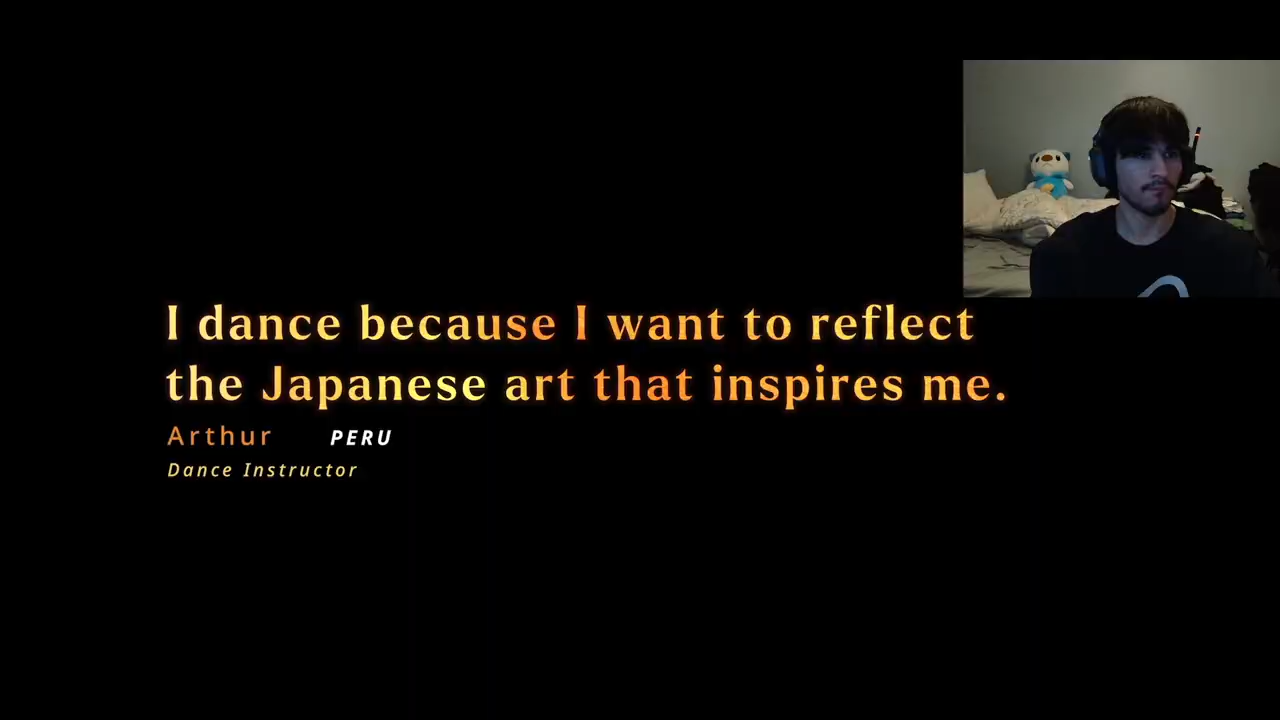 I dance because I want to reflect
the Japanese art that inspires me.
Arthur PERU
Dance Instructor